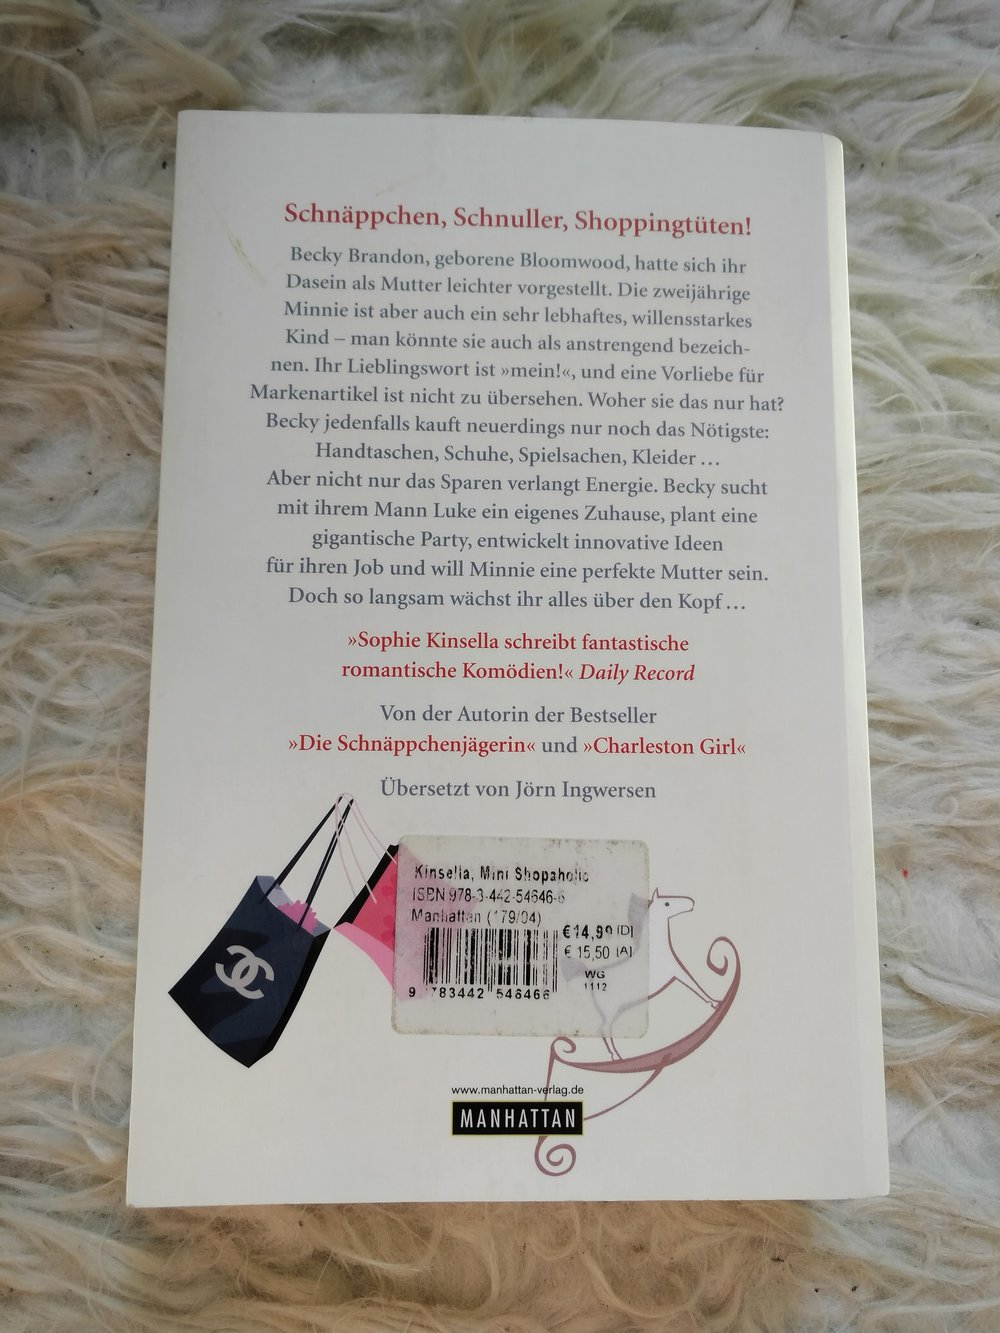 Schnäppchen, Schnuller, Shoppingtüten!
Becky Brandon, geborene Bloomwood, hatte sich ihr
Dasein als Mutter leichter vorgestellt. Die zweijährige
Minnie ist aber auch ein sehr lebhaftes, willensstarkes
Kind – man könnte sie auch als anstrengend bezeich-
nen. Ihr Lieblingswort ist »mein!«, und eine Vorliebe für
Markenartikel ist nicht zu übersehen. Woher sie das nur hat?
Becky jedenfalls kauft neuerdings nur noch das Nötigste:
Handtaschen, Schuhe, Spielsachen, Kleider …
Aber nicht nur das Sparen verlangt Energie. Becky sucht
mit ihrem Mann Luke ein eigenes Zuhause, plant eine
gigantische Party, entwickelt innovative Ideen
für ihren Job und will Minnie eine perfekte Mutter sein.
Doch so langsam wächst ihr alles über den Kopf …
»Sophie Kinsella schreibt fantastische
romantische Komödien!« Daily Record
Von der Autorin der Bestseller
»Die Schnäppchenjägerin« und »Charleston Girl«
Übersetzt von Jörn Ingwersen
Kinsella, Mini Shopaholic
ISBN 978-3-442-54646-6
Manhattan (179/04)
€ 14,99 [D]
€ 15,50 [A]
WG
1112
9 783442 546466
www.manhattan-verlag.de
MANHATTAN